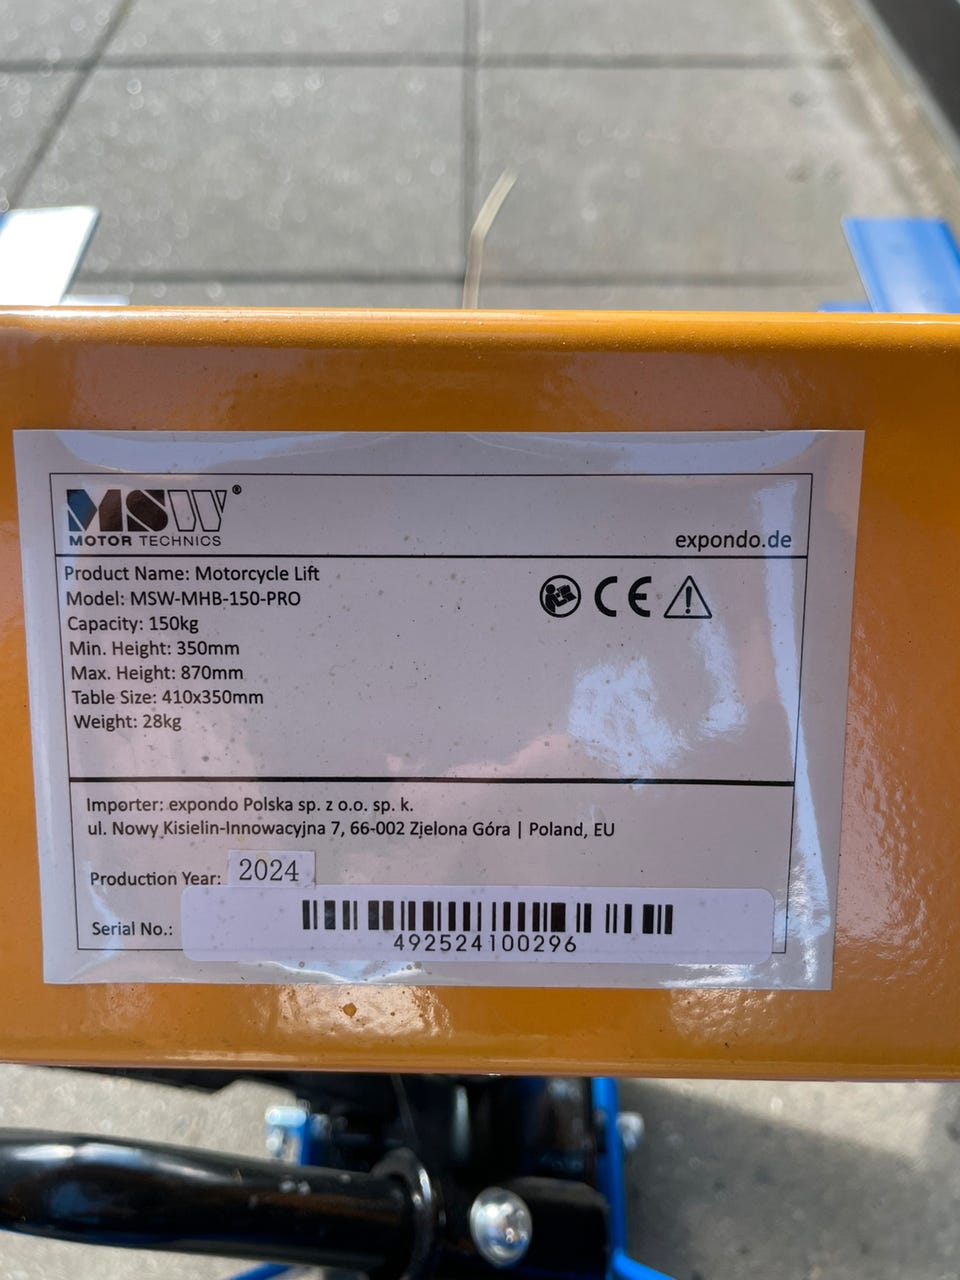 MSW®
MOTOR TECHNICS
expondo.de
Product Name: Motorcycle Lift
Model: MSW-MHB-150-PRO
Capacity: 150kg
Min. Height: 350mm
Max. Height: 870mm
Table Size: 410x350mm
Weight: 28kg
CE
Importer: expondo Polska sp. z o.o. sp. k.
ul. Nowy Kisielin-Innowacyjna 7, 66-002 Zielona Góra | Poland, EU
Production Year: 2024
Serial No.:
492524100296